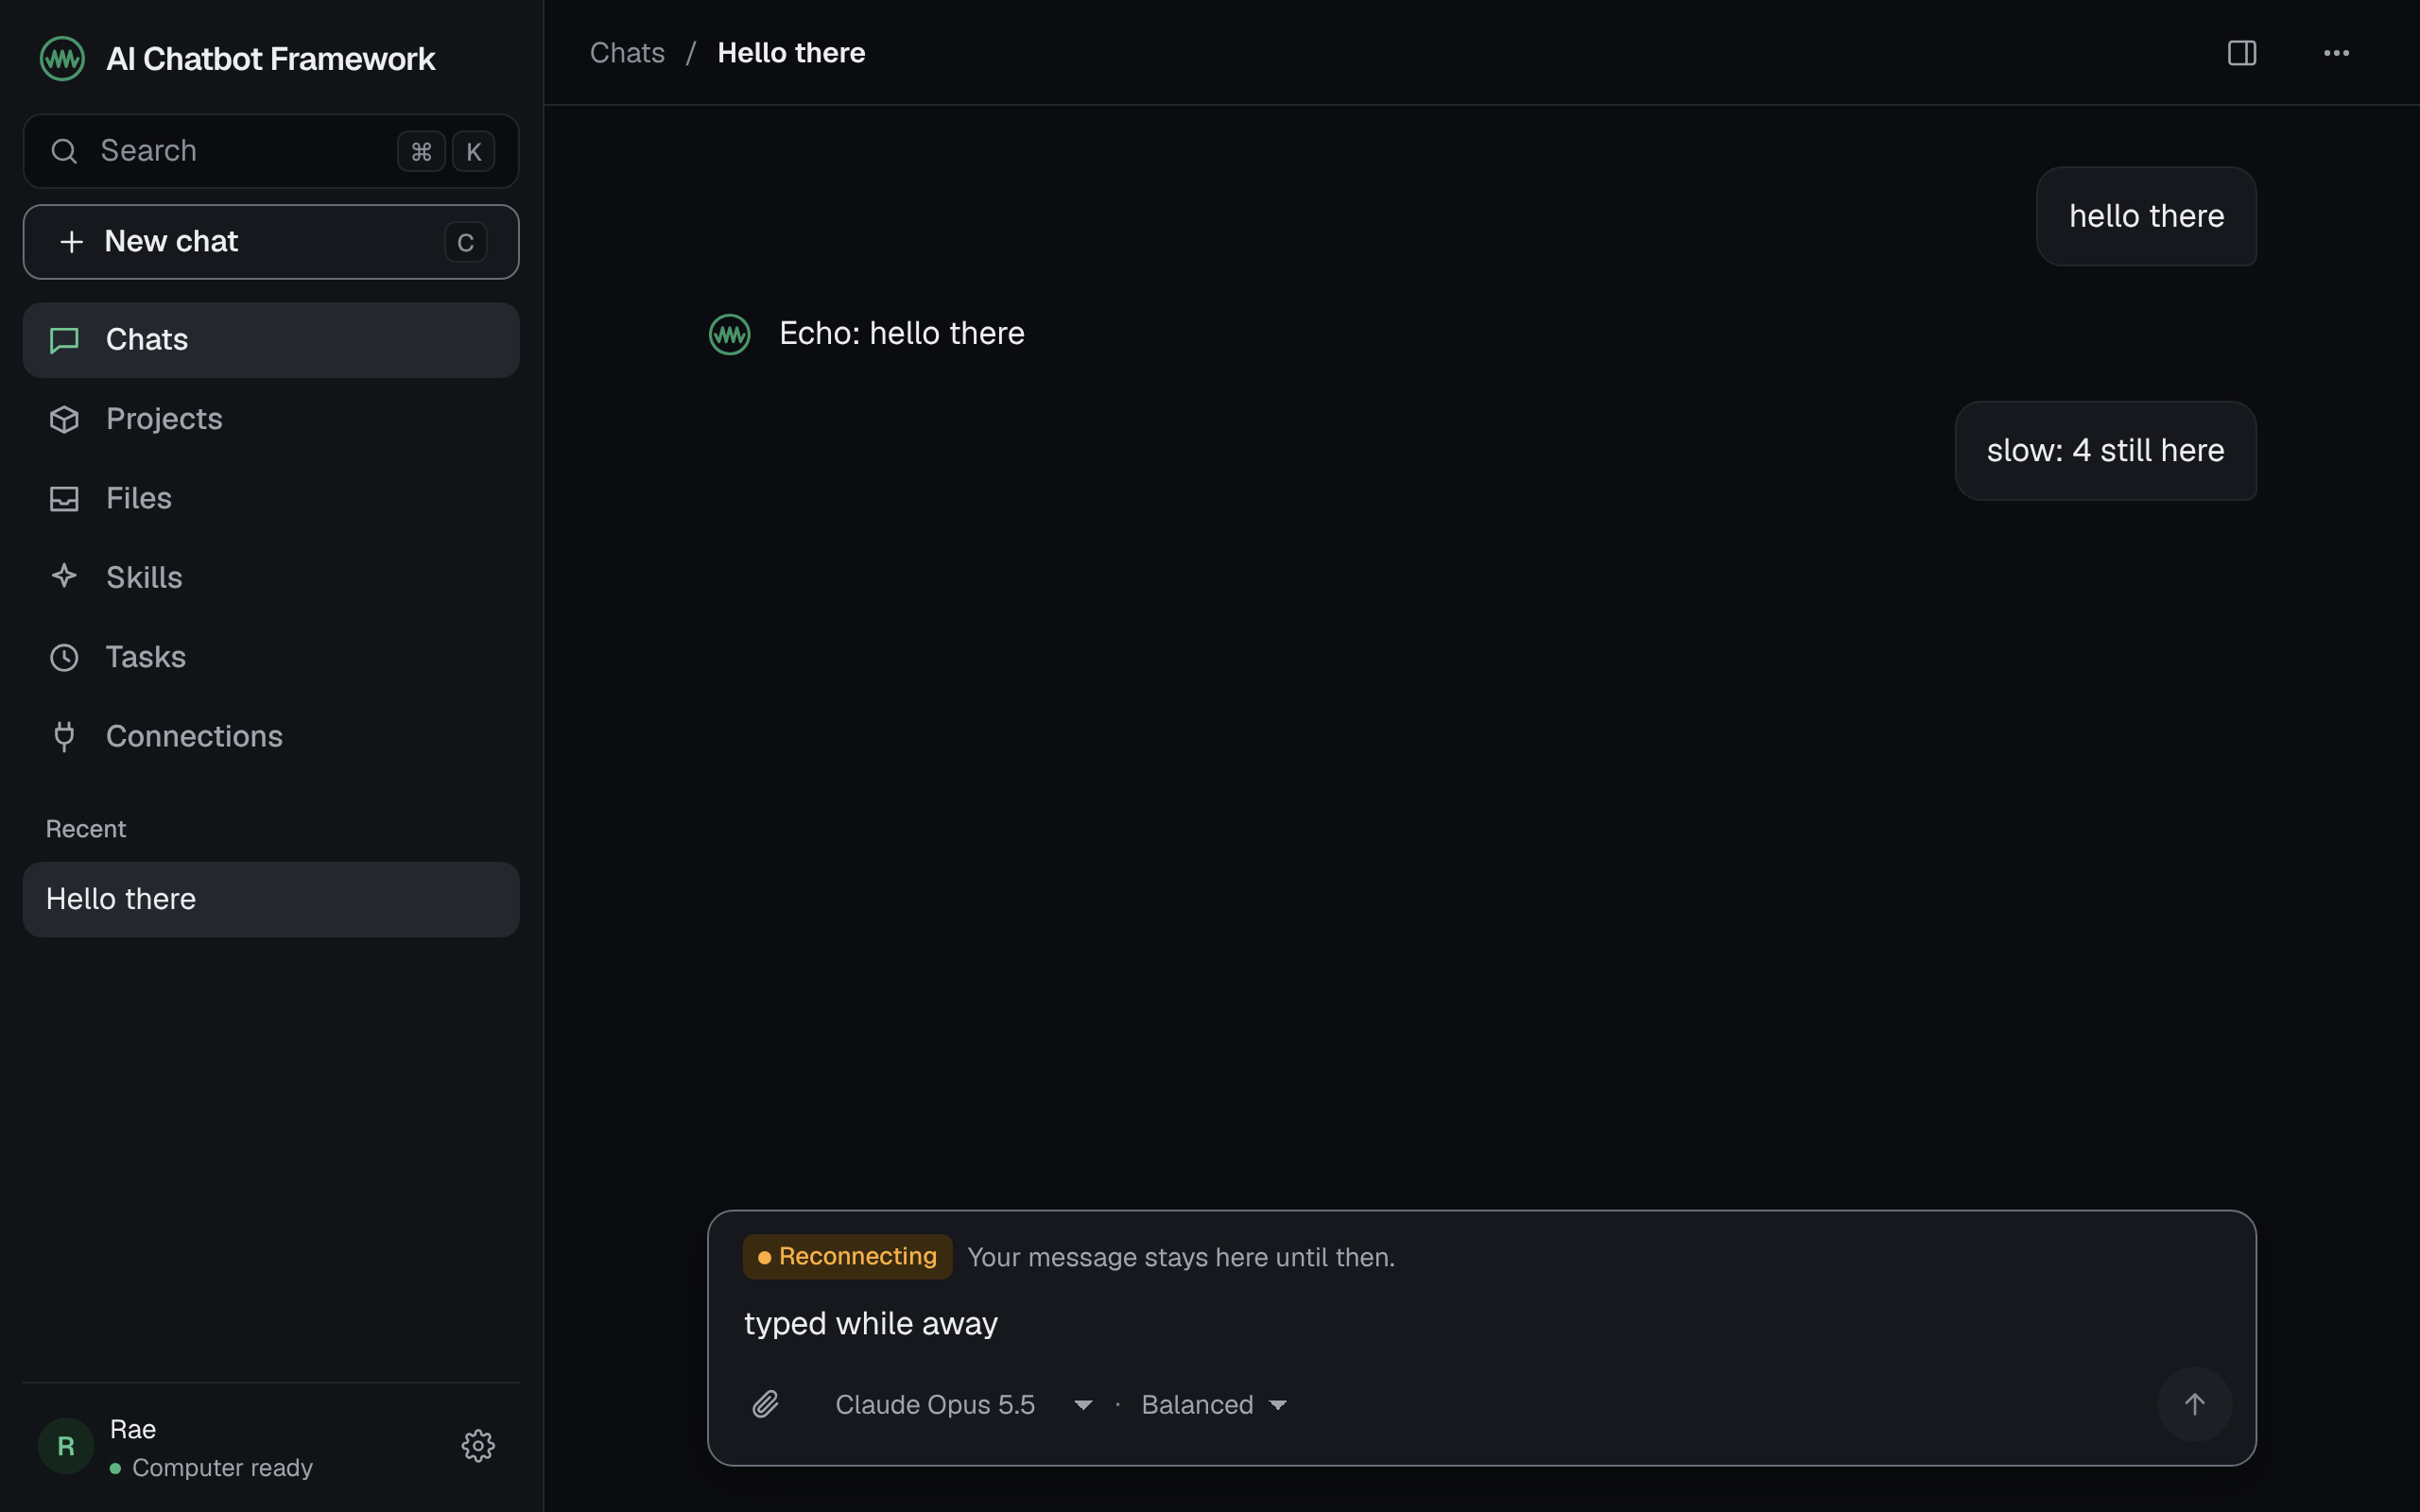 AI Chatbot Framework
Search ⌘ K
New chat C
Chats
Projects
Files
Skills
Tasks
Connections
Recent
Hello there
R
Rae
Computer ready
Chats / Hello there
hello there
Echo: hello there
slow: 4 still here
Reconnecting Your message stays here until then.
typed while away
Claude Opus 5.5 · Balanced